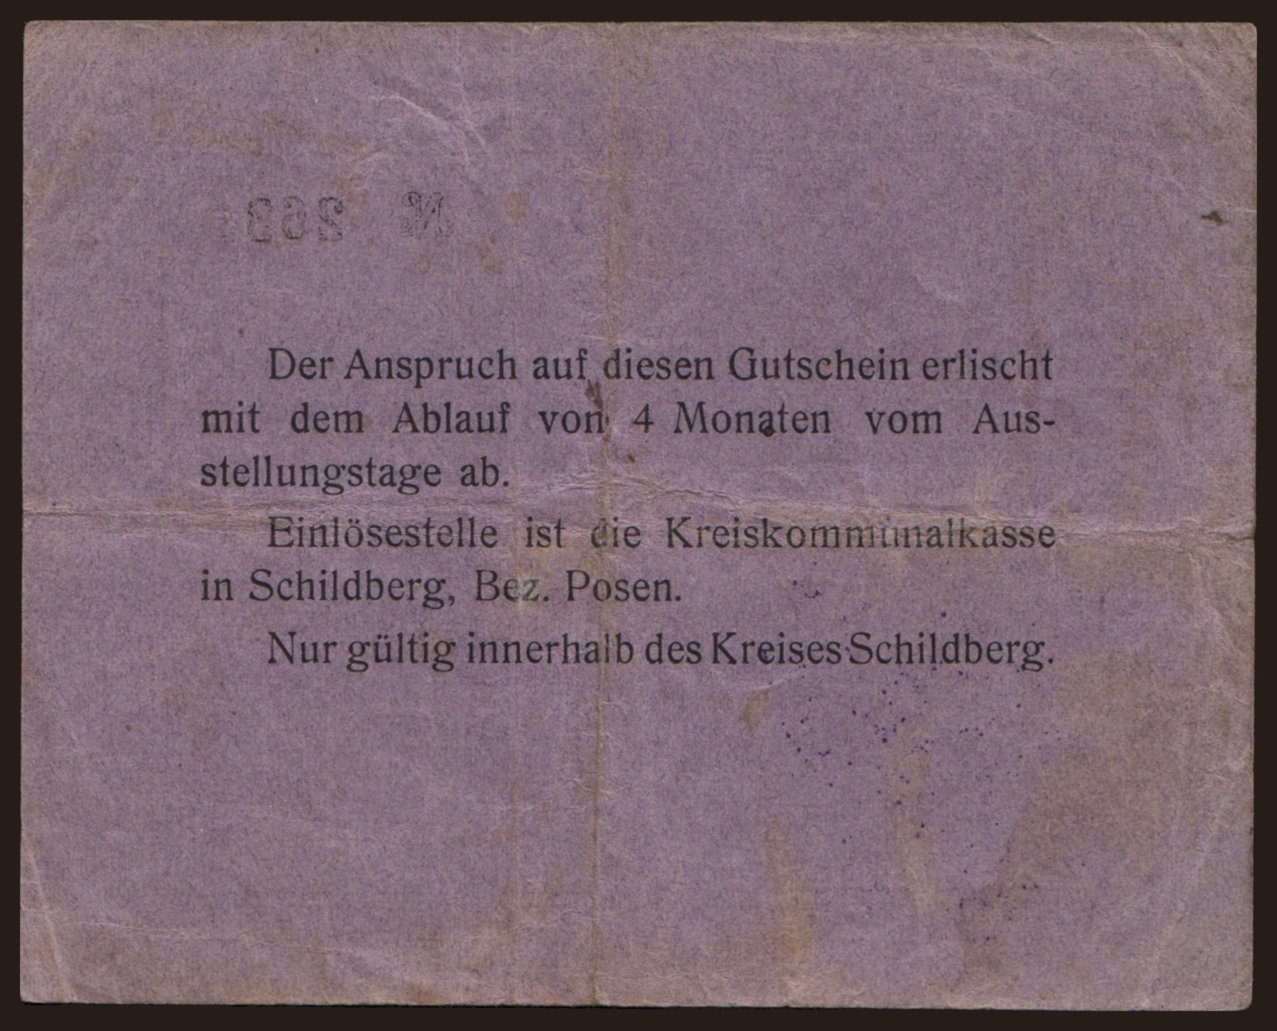 Der Anspruch auf diesen Gutschein erlischt
mit dem Ablauf von 4 Monaten vom Aus-
stellungstage ab.
Einlösestelle ist die Kreiskommunalkasse
in Schildberg, Bez. Posen.
Nur gültig innerhalb des Kreises Schildberg.